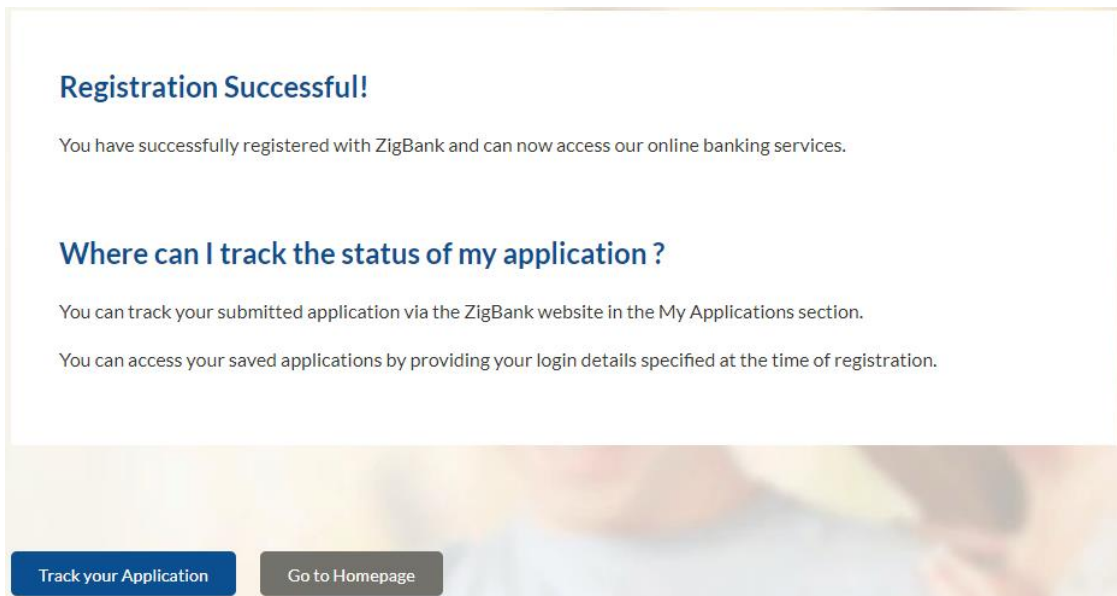 Registration Successful!
You have successfully registered with ZigBank and can now access our online banking services.
Where can I track the status of my application ?
You can track your submitted application via the ZigBank website in the My Applications section.
You can access your saved applications by providing your login details specified at the time of registration.
Track your Application
Go to Homepage